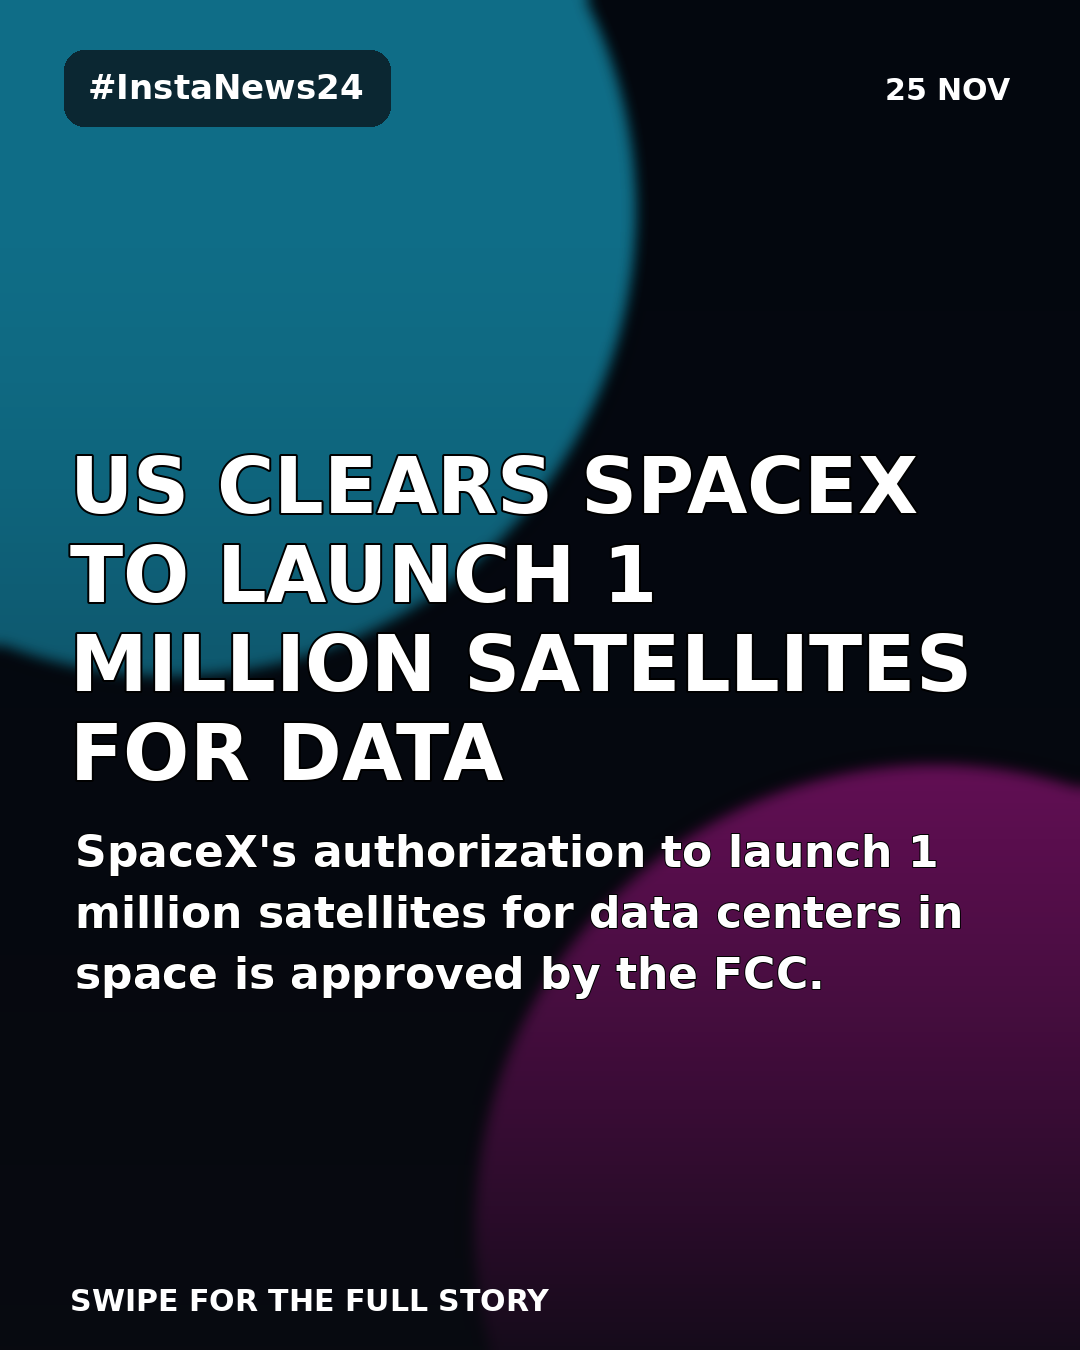 #InstaNews24
25 NOV
US CLEARS SPACEX
TO LAUNCH 1
MILLION SATELLITES
FOR DATA
SpaceX's authorization to launch 1
million satellites for data centers in
space is approved by the FCC.
SWIPE FOR THE FULL STORY